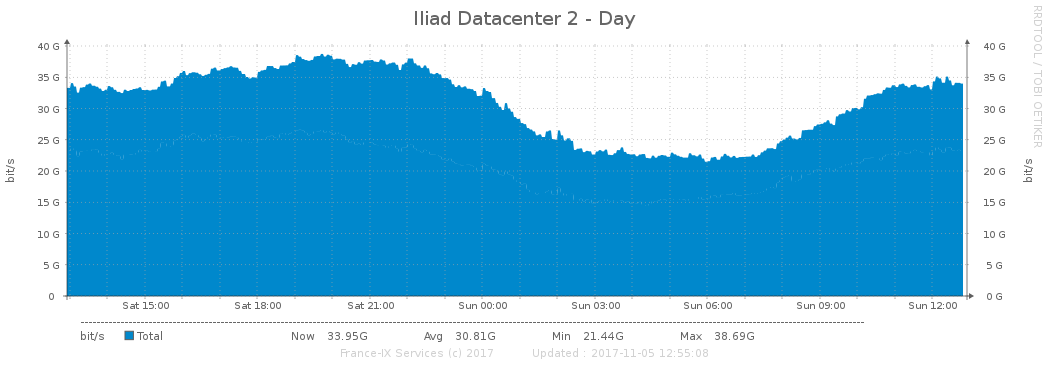 Iliad Datacenter 2 - Day
RRDTOOL / TOBI OETIKER
bit/s
40 G
35 G
30 G
25 G
20 G
15 G
10 G
5 G
0
40 G
35 G
30 G
25 G
20 G
15 G
10 G
5 G
0 G
bit/s
Sat 15:00 Sat 18:00 Sat 21:00 Sun 00:00 Sun 03:00 Sun 06:00 Sun 09:00 Sun 12:00
bit/s Total Now 33.95G Avg 30.81G Min 21.44G Max 38.69G
France-IX Services (c) 2017 Updated : 2017-11-05 12:55:08